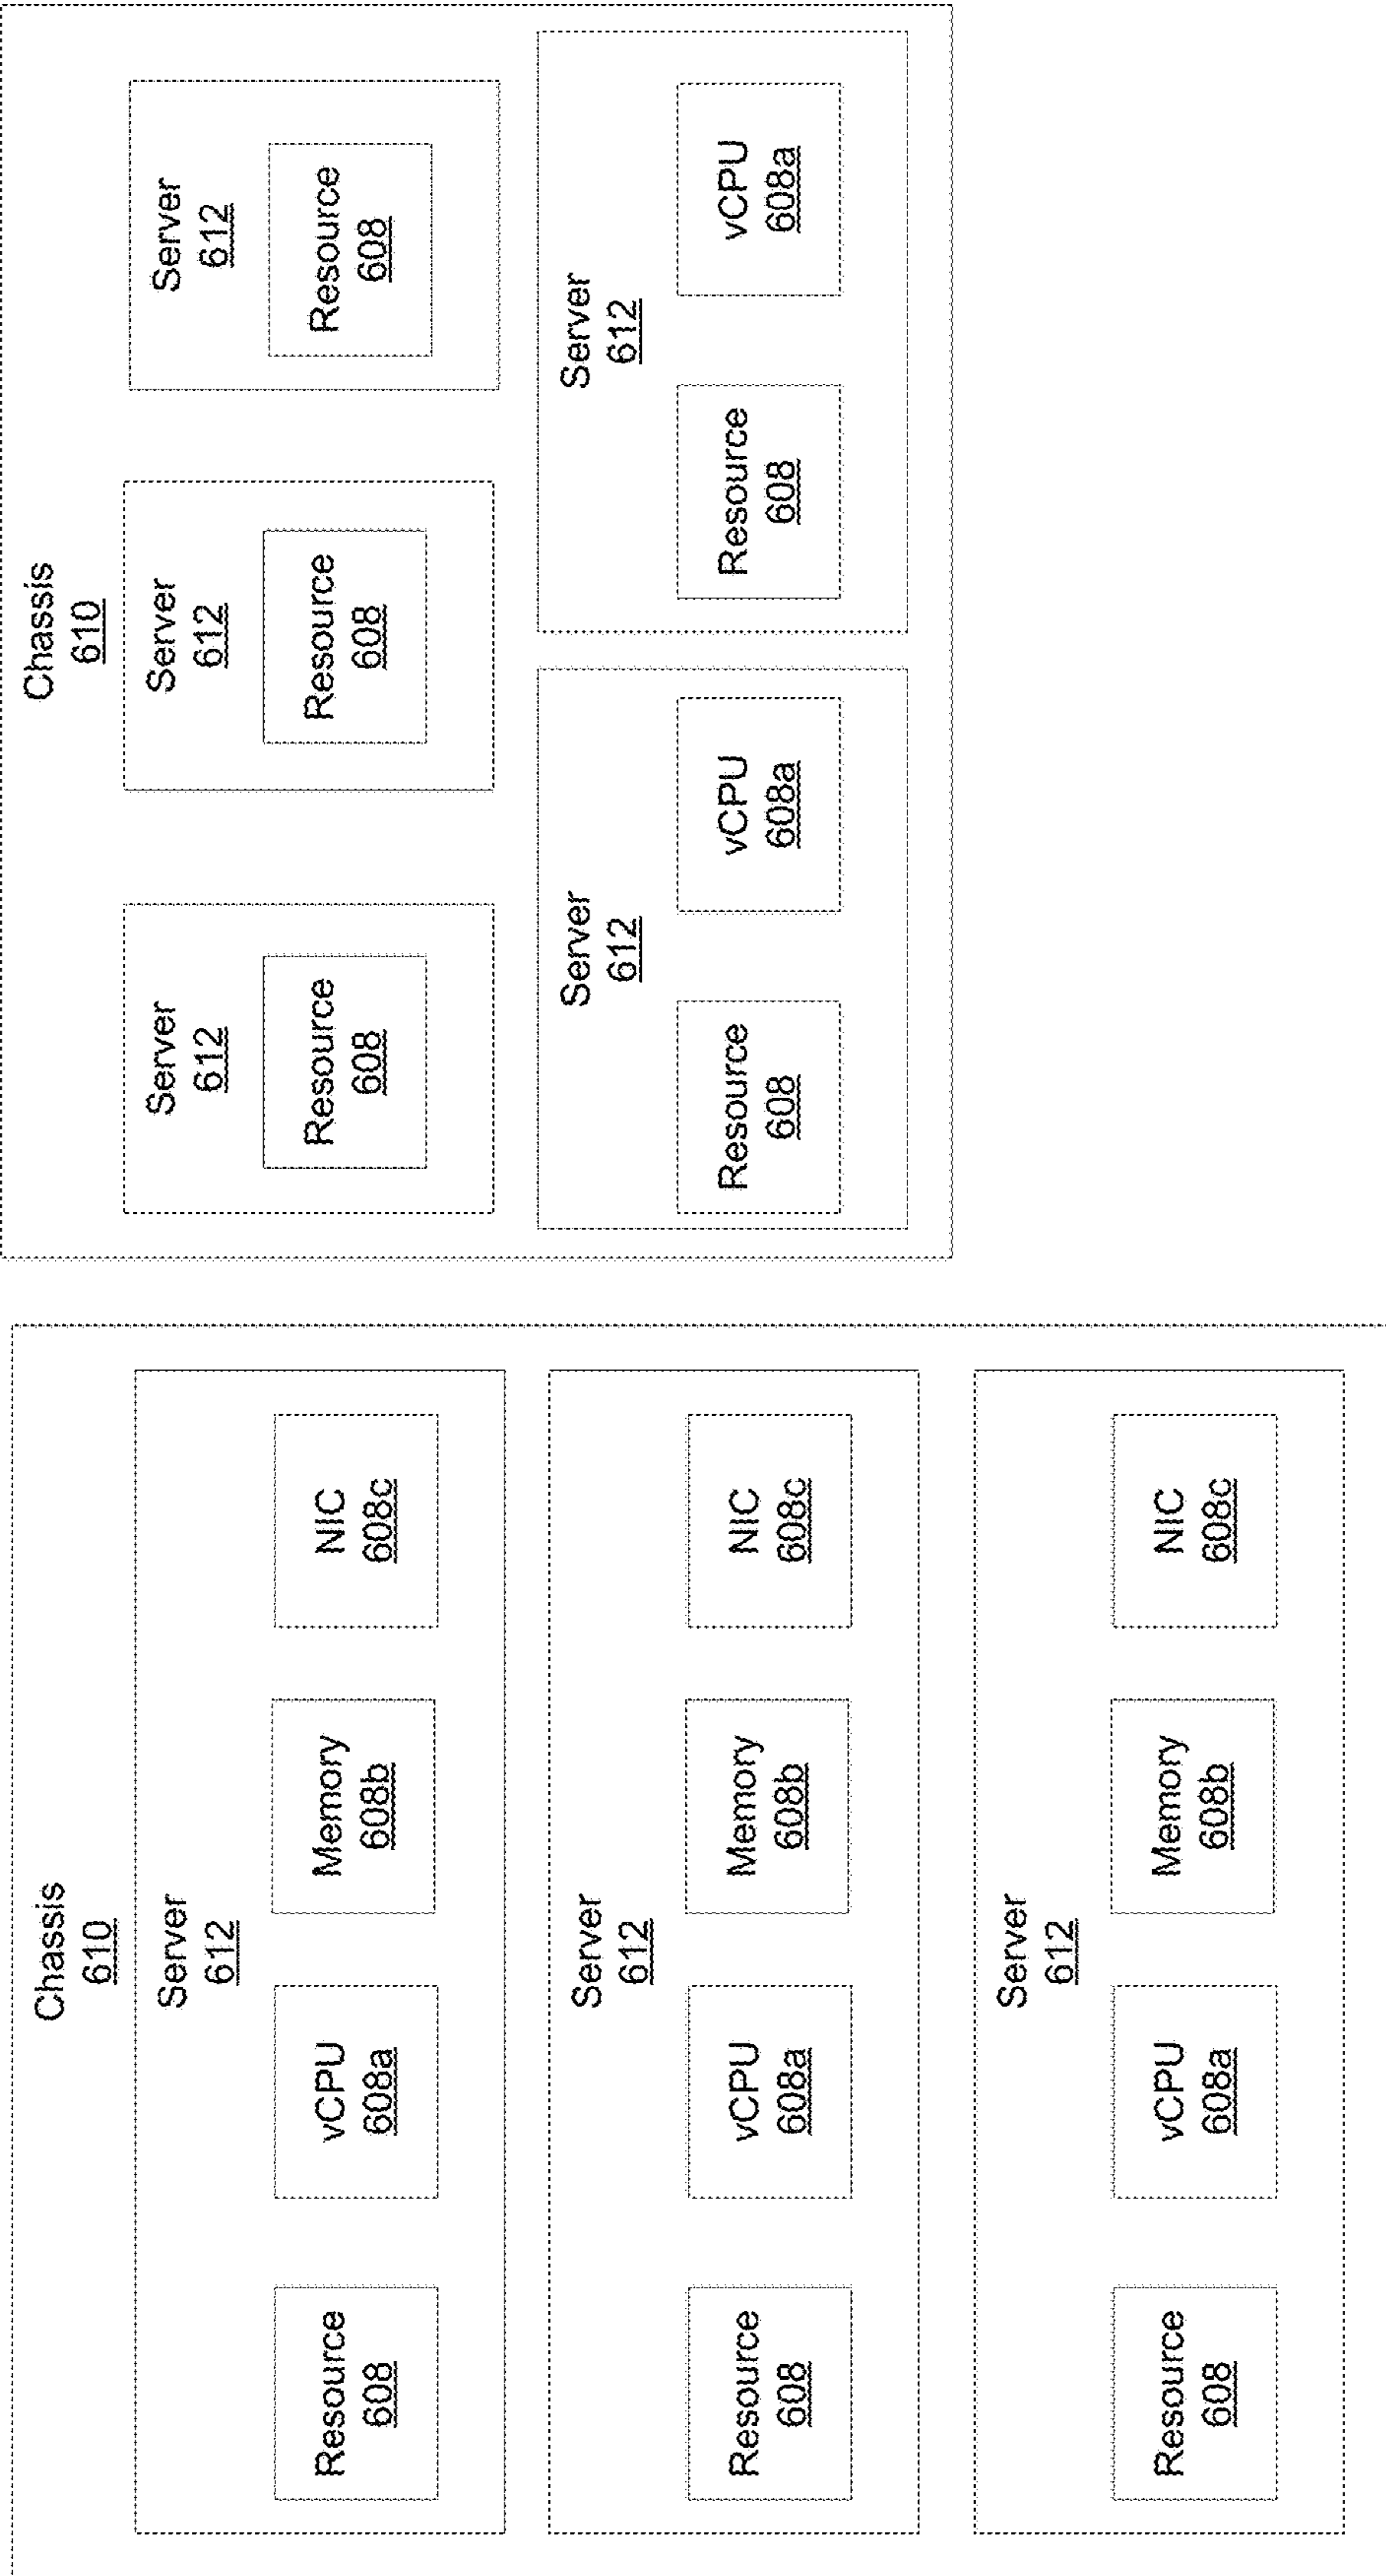 Chassis
610
Server
612
Resource
608
vCPU
608a
Memory
608b
NIC
608c
Server
612
Resource
608
vCPU
608a
Memory
608b
NIC
608c
Server
612
Resource
608
vCPU
608a
Memory
608b
NIC
608c
Chassis
610
Server
612
Resource
608
Server
612
Resource
608
Server
612
Resource
608
Server
612
Resource
608
vCPU
608a
Server
612
Resource
608
vCPU
608a